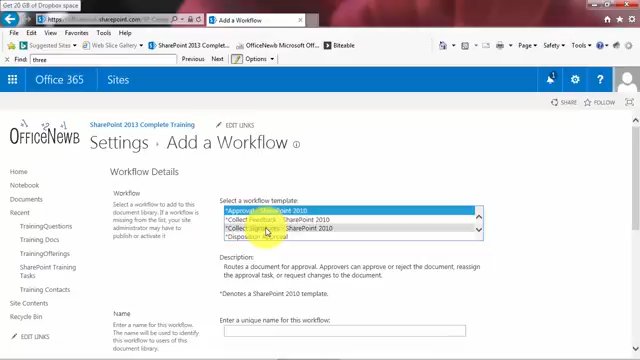 Get 20 GB of Dropbox space
https:// sharepoint.com
Add a Workflow
File Edit View Favorites Tools Help
Suggested Sites Web Slice Gallery SharePoint 2013 Complet... OfficeNewb Microsoft Off... Biteable
Page Safety Tools
Find: three Previous Next Options
Office 365 Sites
1
SHARE FOLLOW
OfficeNewb
SharePoint 2013 Complete Training EDIT LINKS
Settings Add a Workflow
Home
Notebook
Documents
Recent
TrainingQuestions
Training Docs
TrainingOfferings
SharePoint Training Tasks
Training Contacts
Site Contents
Recycle Bin
EDIT LINKS
Workflow Details
Workflow
Select a workflow to add to this document library. If a workflow is missing from the list, your site administrator may have to publish or activate it
Select a workflow template:
*Approval - SharePoint 2010
*Collect Feedback - SharePoint 2010
*Collect Signatures - SharePoint 2010
*Disposition Approval
Description:
Routes a document for approval. Approvers can approve or reject the document, reassign the approval task, or request changes to the document.
*Denotes a SharePoint 2010 template.
Name
Enter a name for this workflow. The name will be used to identify this workflow to users of this document library.
Enter a unique name for this workflow: